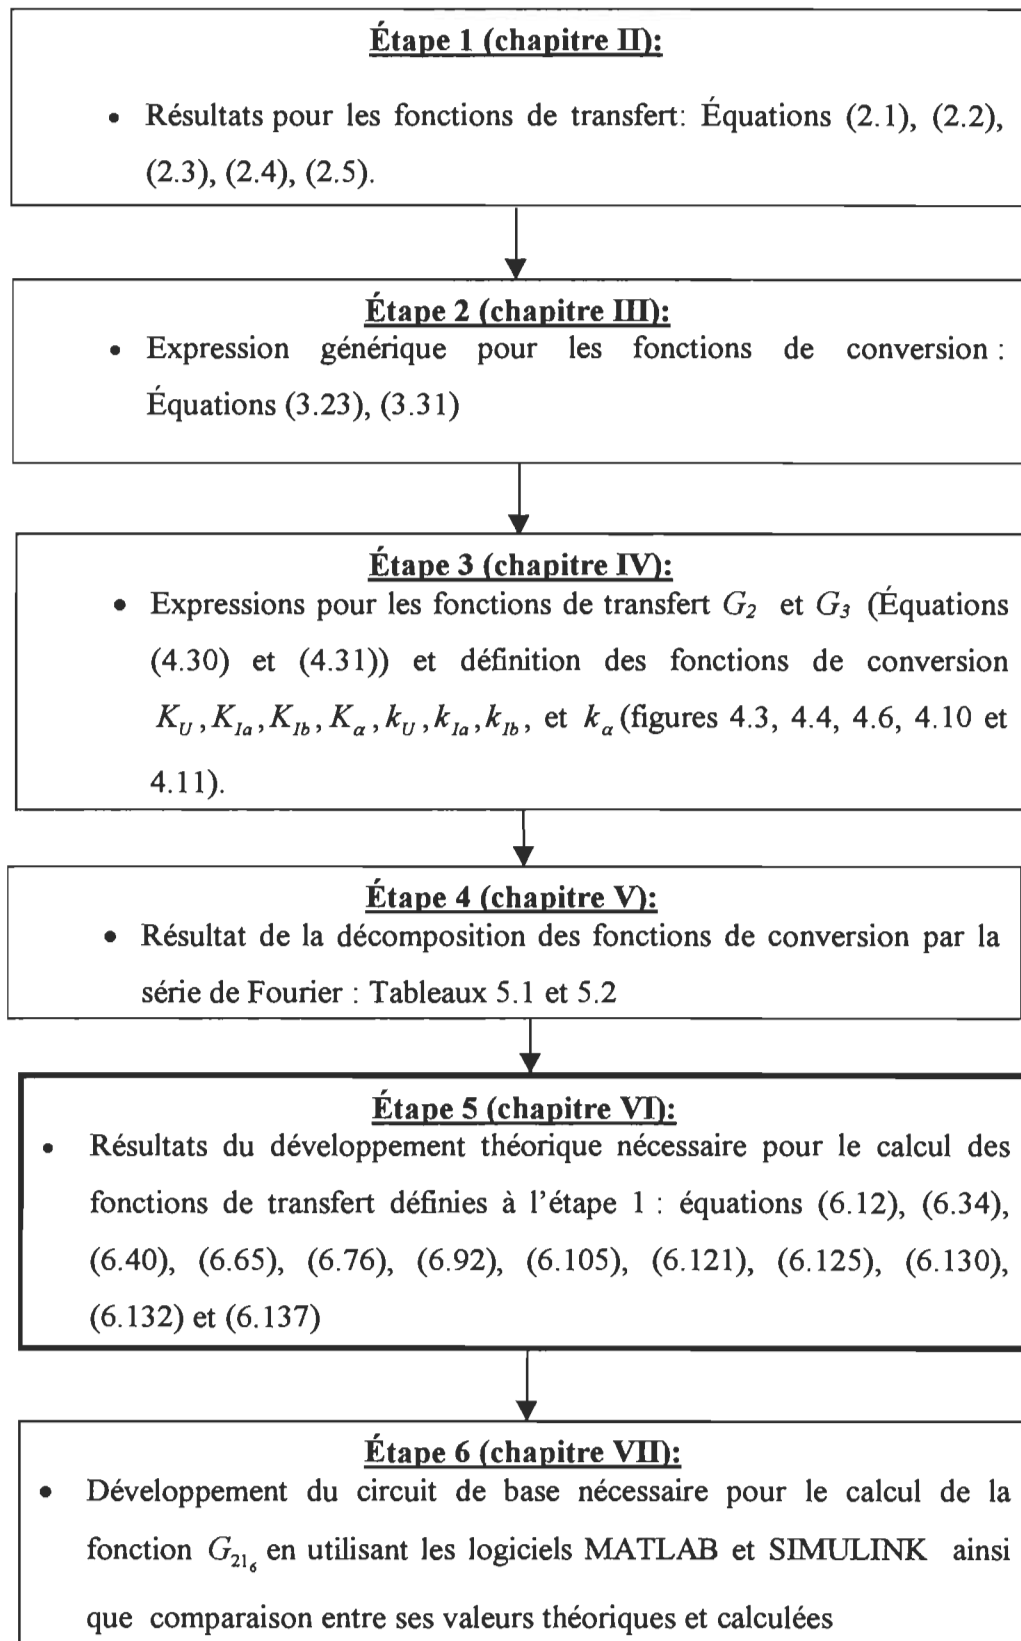 Étape 1 (chapitre II):
• Résultats pour les fonctions de transfert: Équations (2.1), (2.2),
(2.3), (2.4), (2.5).
Étape 2 (chapitre III):
• Expression générique pour les fonctions de conversion :
Équations (3.23), (3.31)
Étape 3 (chapitre IV):
• Expressions pour les fonctions de transfert G₂ et G₃ (Équations
(4.30) et (4.31)) et définition des fonctions de conversion
K_U, K_Ia, K_Ib, K_α, k_U, k_Ia, k_Ib, et k_α (figures 4.3, 4.4, 4.6, 4.10 et
4.11).
Étape 4 (chapitre V):
• Résultat de la décomposition des fonctions de conversion par la
série de Fourier : Tableaux 5.1 et 5.2
Étape 5 (chapitre VI):
• Résultats du développement théorique nécessaire pour le calcul des
fonctions de transfert définies à l'étape 1 : équations (6.12), (6.34),
(6.40), (6.65), (6.76), (6.92), (6.105), (6.121), (6.125), (6.130),
(6.132) et (6.137)
Étape 6 (chapitre VII):
• Développement du circuit de base nécessaire pour le calcul de la
fonction G_21₆ en utilisant les logiciels MATLAB et SIMULINK ainsi
que comparaison entre ses valeurs théoriques et calculées